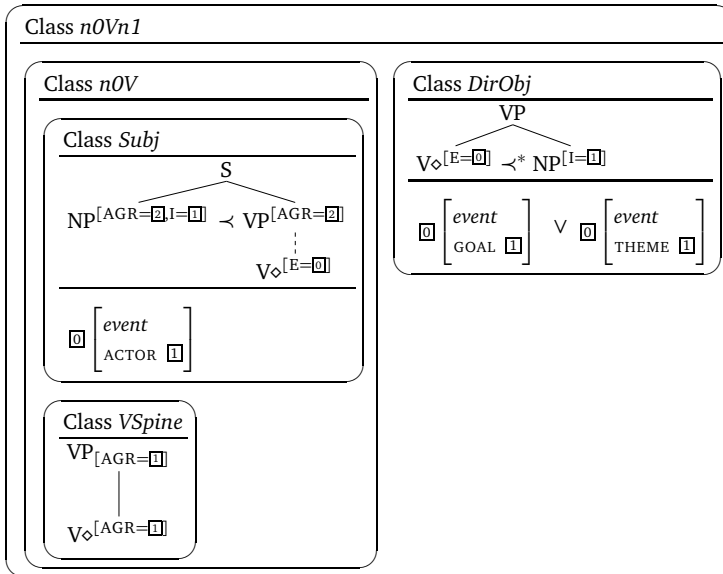 Class n0Vn1
Class n0V
Class Subj
S
NP[AGR=2,I=1] ≺ VP[AGR=2]
V⋄[E=0]
0 [event
ACTOR 1]
Class VSpine
VP[AGR=1]
V⋄[AGR=1]
Class DirObj
VP
V⋄[E=0] ≺* NP[I=1]
0 [event GOAL 1] ∨ 0 [event THEME 1]